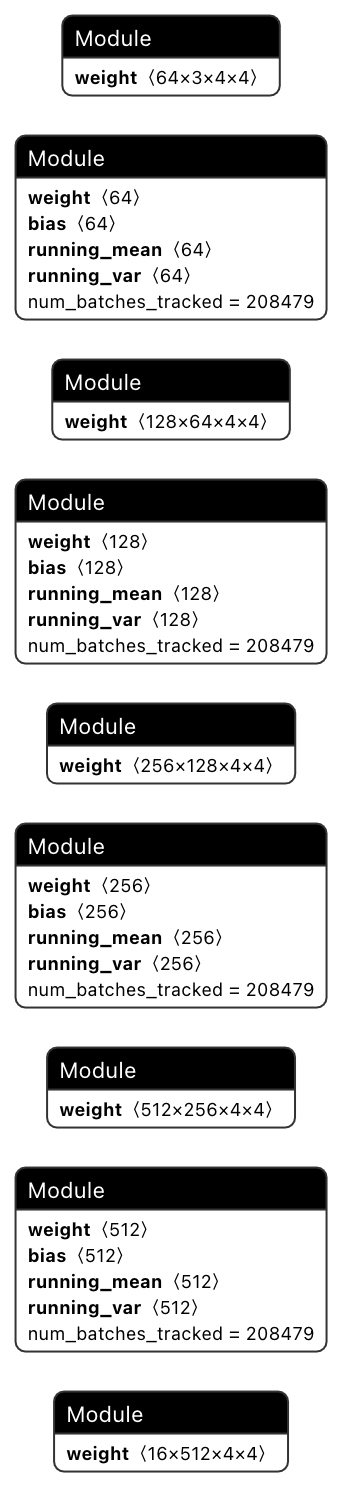 Module
weight 〈64×3×4×4〉
Module
weight 〈64〉
bias 〈64〉
running_mean 〈64〉
running_var 〈64〉
num_batches_tracked = 208479
Module
weight 〈128×64×4×4〉
Module
weight 〈128〉
bias 〈128〉
running_mean 〈128〉
running_var 〈128〉
num_batches_tracked = 208479
Module
weight 〈256×128×4×4〉
Module
weight 〈256〉
bias 〈256〉
running_mean 〈256〉
running_var 〈256〉
num_batches_tracked = 208479
Module
weight 〈512×256×4×4〉
Module
weight 〈512〉
bias 〈512〉
running_mean 〈512〉
running_var 〈512〉
num_batches_tracked = 208479
Module
weight 〈16×512×4×4〉